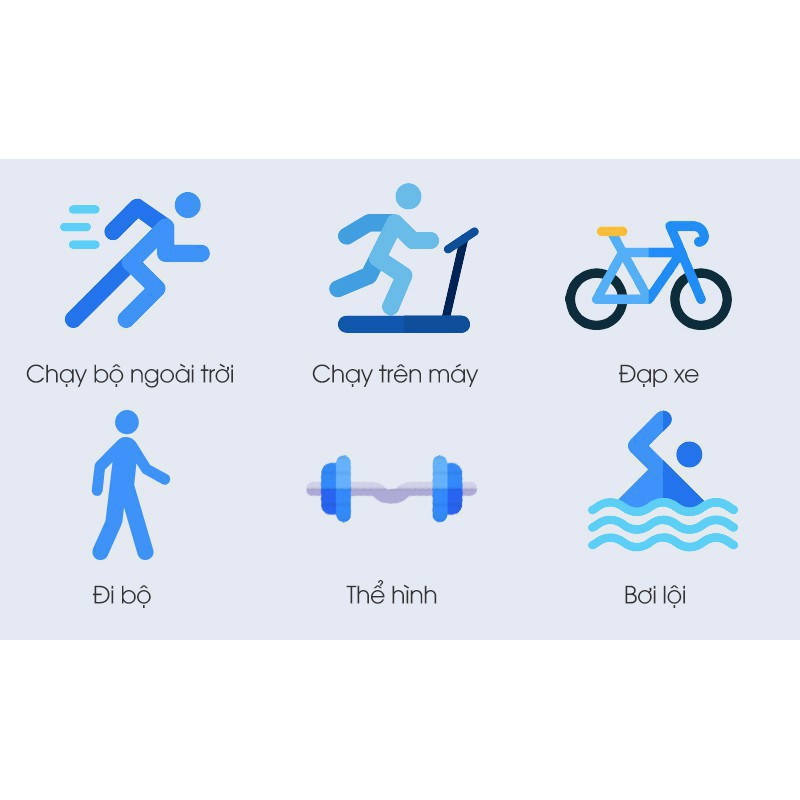 Chạy bộ ngoài trời
Chạy trên máy
Đạp xe
Đi bộ
Thể hình
Bơi lội